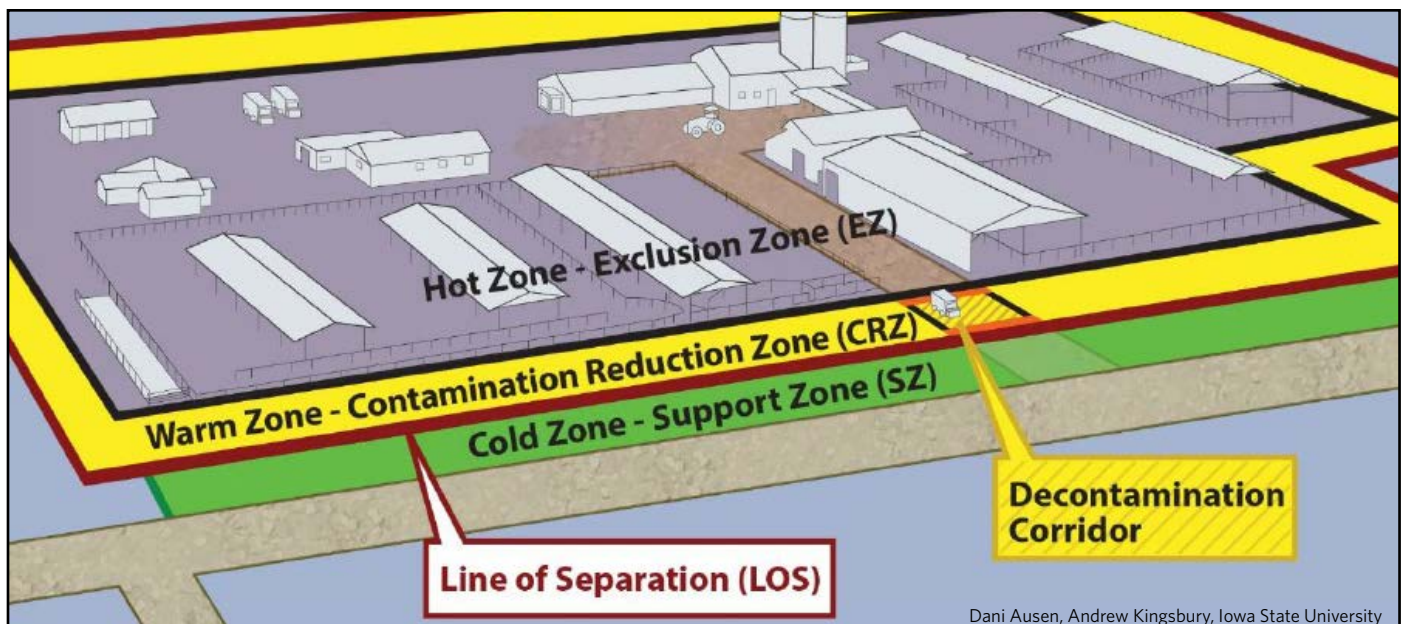 Hot Zone - Exclusion Zone (EZ)
Warm Zone - Contamination Reduction Zone (CRZ)
Cold Zone - Support Zone (SZ)
Decontamination
Corridor
Line of Separation (LOS)
Dani Ausen, Andrew Kingsbury, Iowa State University